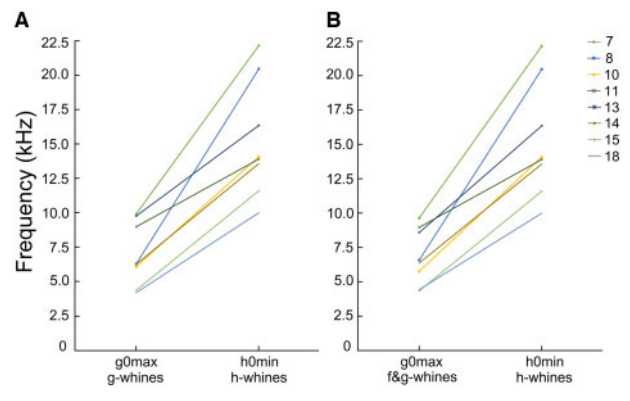 A
B
Frequency (kHz)
22.5
20.0
17.5
15.0
12.5
10.0
7.5
5.0
2.5
0
g0max
g-whines
h0min
h-whines
22.5
20.0
17.5
15.0
12.5
10.0
7.5
5.0
2.5
0
g0max
f&g-whines
h0min
h-whines
7
8
10
11
13
14
15
18